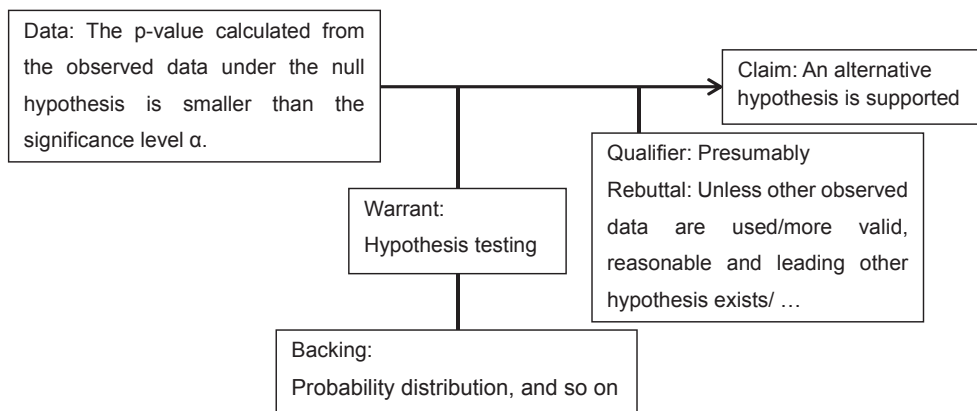 Data: The p-value calculated from
the observed data under the null
hypothesis is smaller than the
significance level α.
Claim: An alternative
hypothesis is supported
Qualifier: Presumably
Rebuttal: Unless other observed
data are used/more valid,
reasonable and leading other
hypothesis exists/ …
Warrant:
Hypothesis testing
Backing:
Probability distribution, and so on